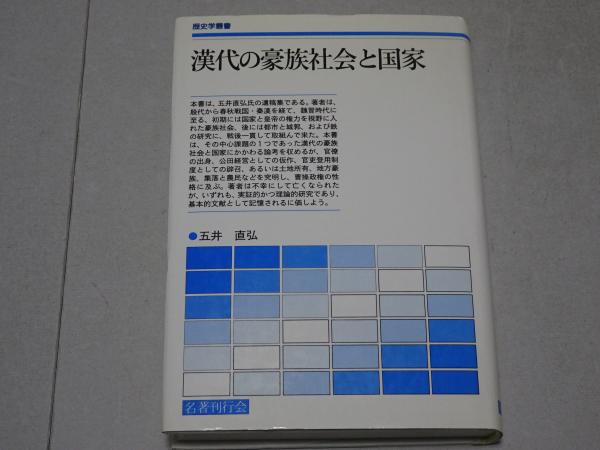 歴史学叢書
漢代の豪族社会と国家
本書は、五井直弘氏の遺稿集である。著者は、
殷代から春秋戦国・秦漢を経て、魏晋時代に
至る、初期には国家と皇帝の権力を視野に入
れた豪族社会、後には都市と城郭、および鉄
の研究に、戦後一貫して取組んで来た。本書
は、その中心課題の1つであった漢代の豪族
社会と国家にかかわる論考を収めるが、官僚
の出身、公田経営としての仮作、官吏登用制
度としての辟召、あるいは土地所有、地方豪
族、集落と農民などを究明し、曹操政権の性
格に及ぶ。著者は不幸にして亡くなられた
が、いずれも、実証的かつ理論的研究であり、
基本的文献として記憶されるに価しよう。
●五井 直弘
名著刊行会